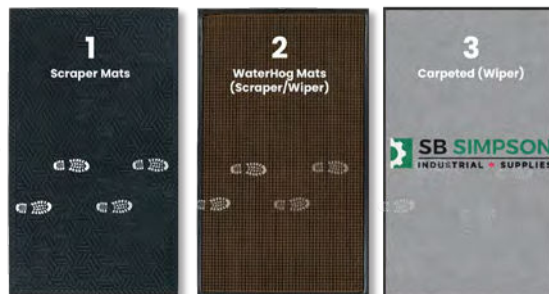 1
Scraper Mats
2
WaterHog Mats
(Scraper/Wiper)
3
Carpeted (Wiper)
SB SIMPSON
INDUSTRIAL SUPPLIES